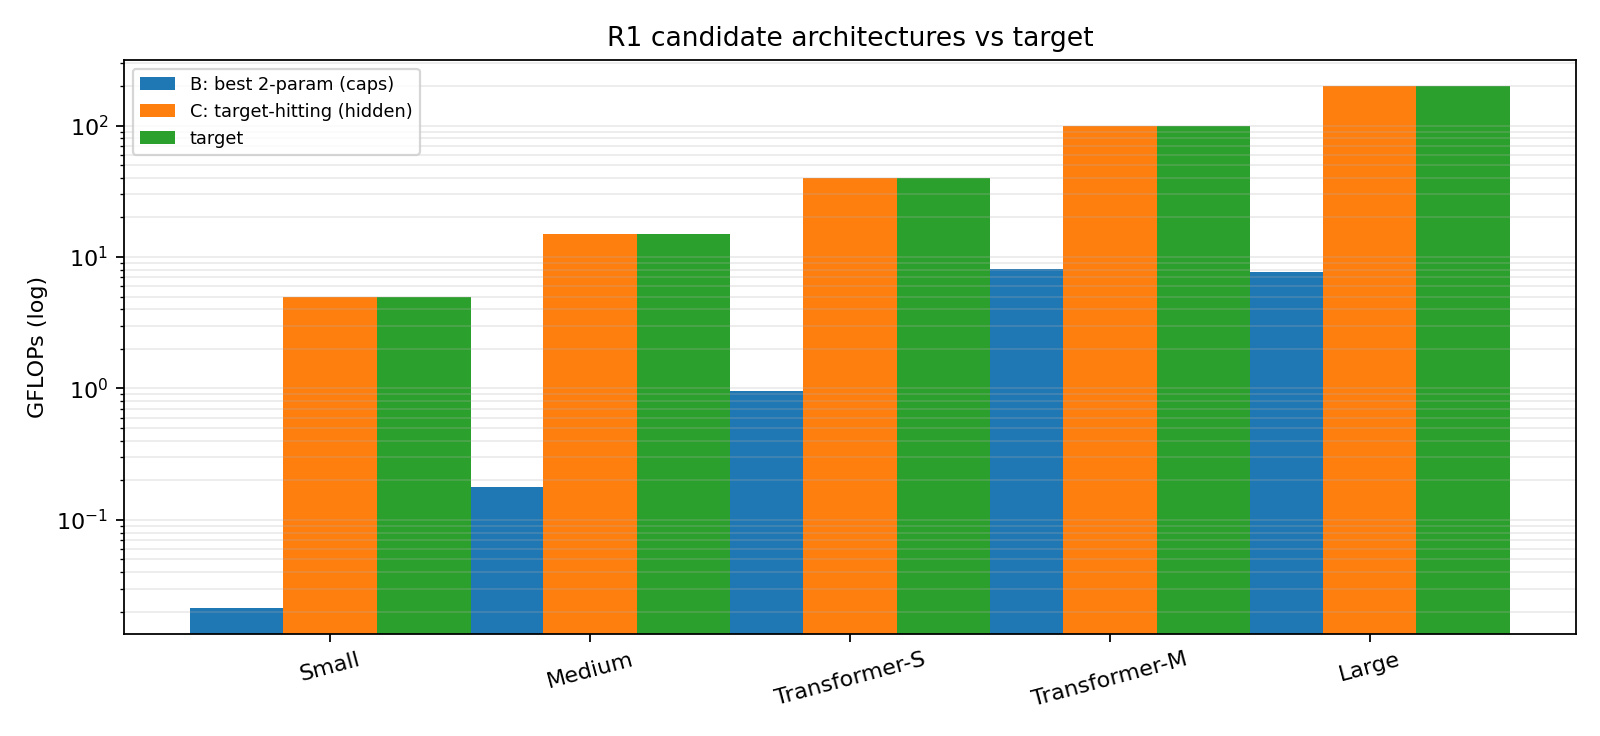 R1 candidate architectures vs target
B: best 2-param (caps)
C: target-hitting (hidden)
target
GFLOPs (log)
10²
10¹
10⁰
10⁻¹
Small
Medium
Transformer-S
Transformer-M
Large